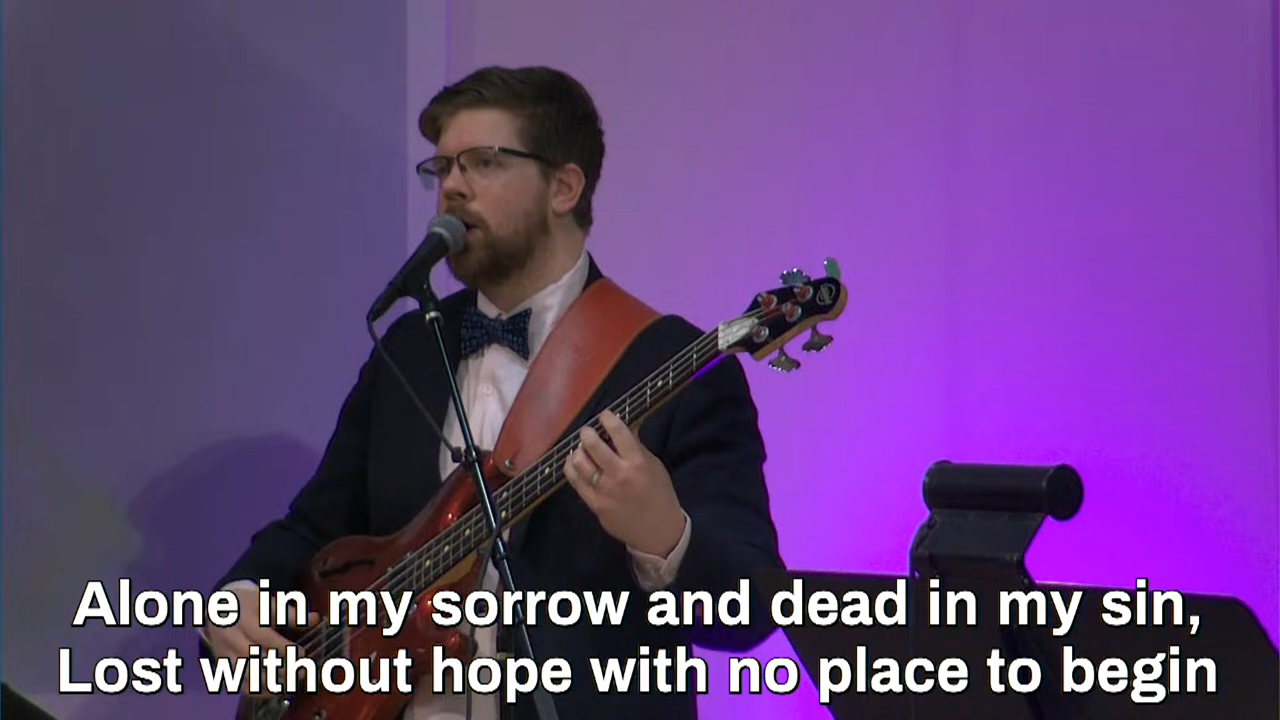 Alone in my sorrow and dead in my sin,
Lost without hope with no place to begin